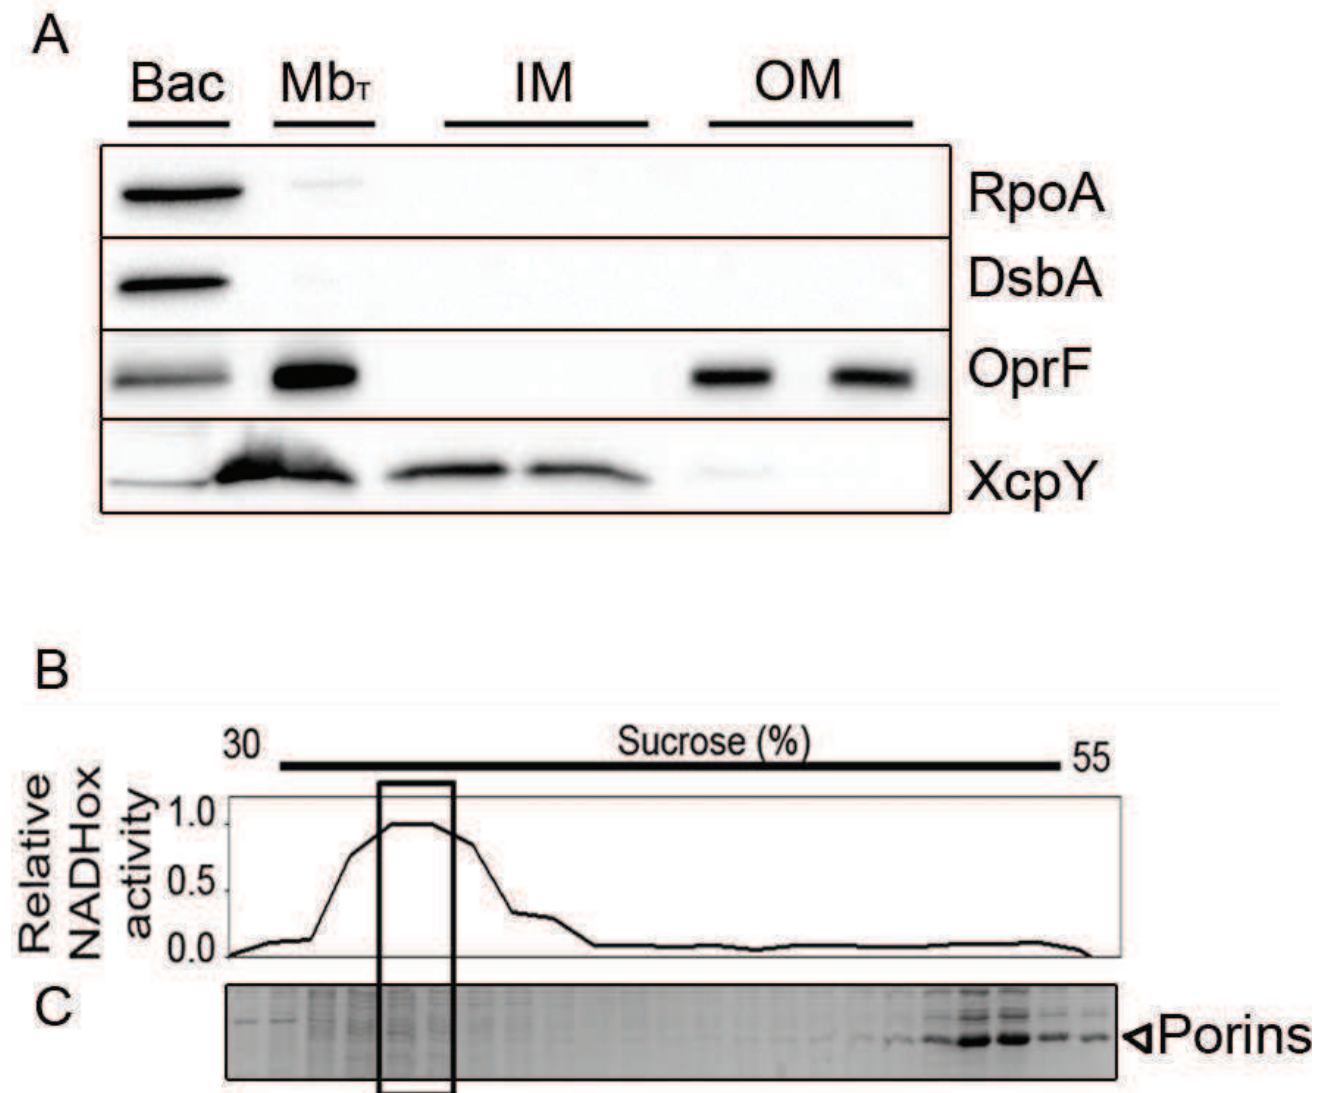 A
Bac MbT IM OM
RpoA
DsbA
OprF
XcpY
B
30 Sucrose (%) 55
Relative
NADHox
activity
1.0
0.5
0.0
C
Porins